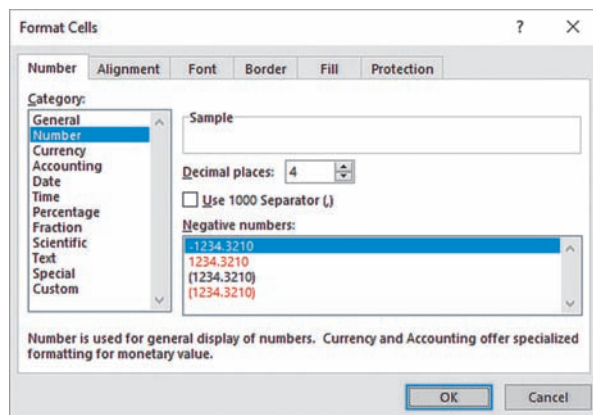 Format Cells ? ×
Number Alignment Font Border Fill Protection
Category:
General
Number
Currency
Accounting
Date
Time
Percentage
Fraction
Scientific
Text
Special
Custom
Sample
Decimal places: 4
Use 1000 Separator (,)
Negative numbers:
-1234.3210
1234.3210
(1234.3210)
(1234.3210)
Number is used for general display of numbers. Currency and Accounting offer specialized
formatting for monetary value.
OK Cancel